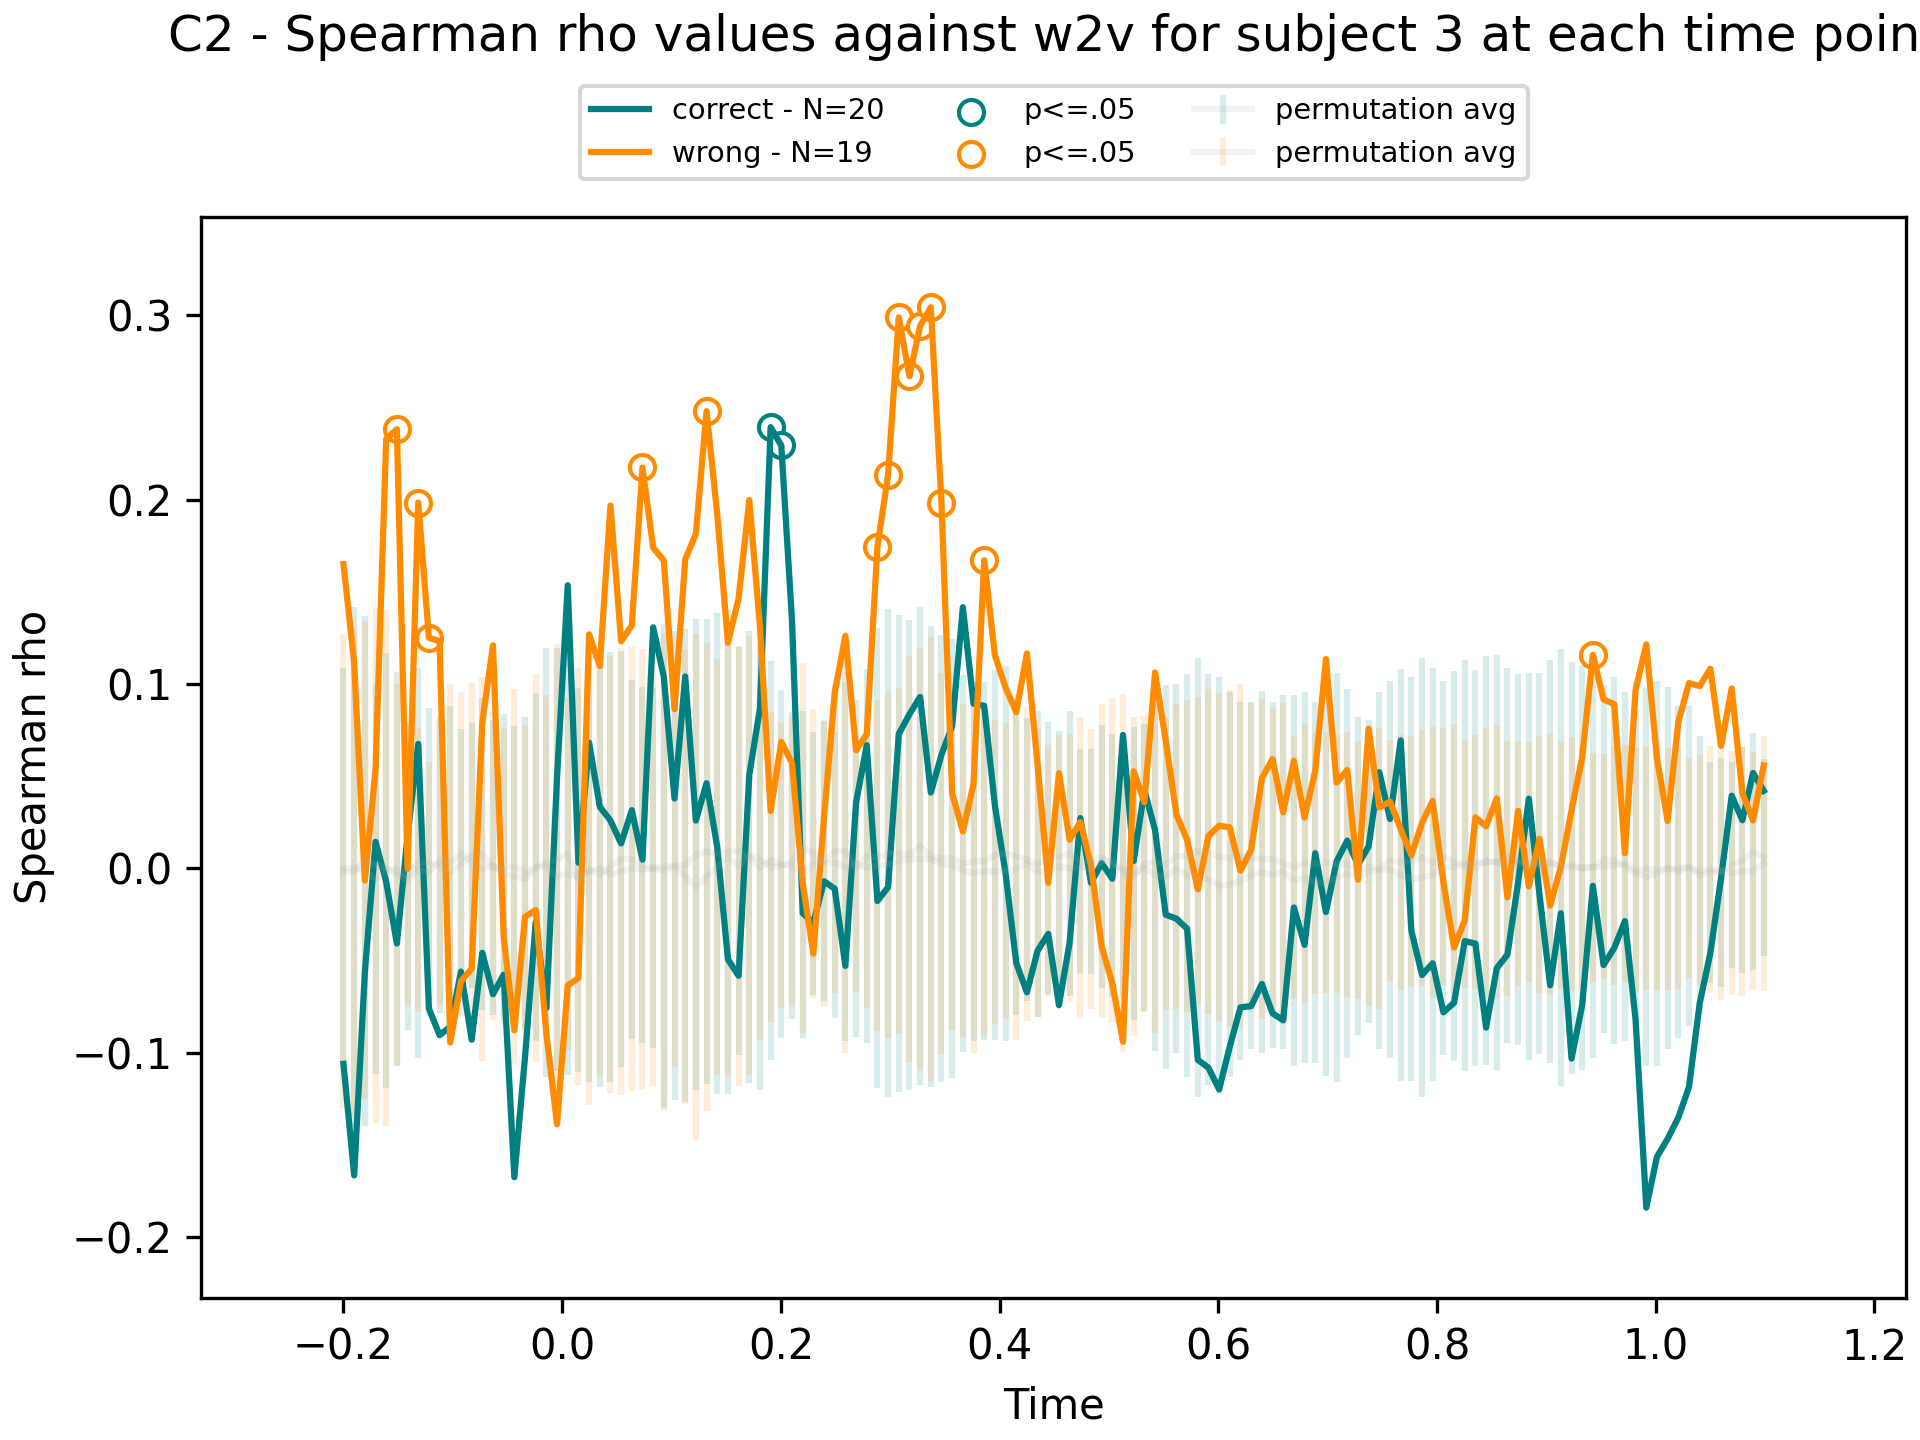 C2 - Spearman rho values against w2v for subject 3 at each time poin
correct - N=20
wrong - N=19
p<=.05
p<=.05
permutation avg
permutation avg
Spearman rho
0.3
0.2
0.1
0.0
−0.1
−0.2
−0.2 0.0 0.2 0.4 0.6 0.8 1.0 1.2
Time